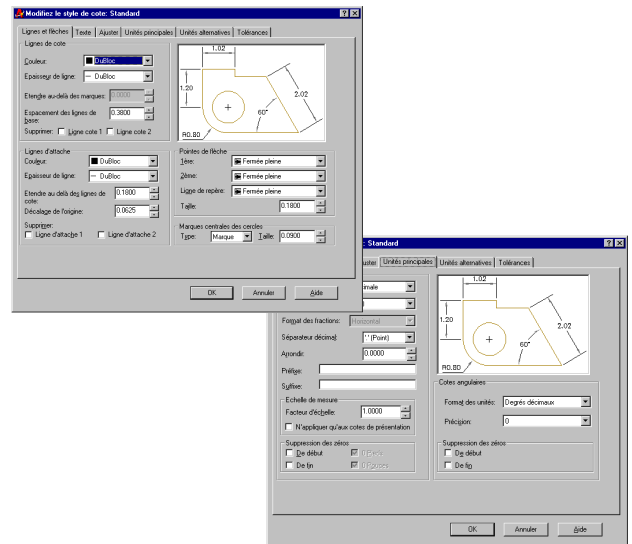 Modifiez le style de cote: Standard
Lignes et flèches Texte Ajuster Unités principales Unités alternatives Tolérances
Lignes de cote
Couleur: DuBloc
Epaisseur de ligne: DuBloc
Etendre au-delà des marques: 0.0000
Espacement des lignes de base: 0.3800
Supprimer: Ligne cote 1 Ligne cote 2
1.02
1.20
2.02
60°
R0.80
Lignes d'attache
Couleur: DuBloc
Epaisseur de ligne: DuBloc
Etendre au delà des lignes de cote: 0.1800
Décalage de l'origine: 0.0625
Supprimer:
Ligne d'attache 1 Ligne d'attache 2
Pointes de flèche
1ère: Fermée pleine
2ème: Fermée pleine
Ligne de repère: Fermée pleine
Taille: 0.1800
Marques centrales des cercles
Type: Marque Taille: 0.0900
OK Annuler Aide
: Standard
uster Unités principales Unités alternatives Tolérances
imale
Format des fractions: Horizontal
Séparateur décimal: '.' (Point)
Arrondir: 0.0000
Préfixe:
Suffixe:
Echelle de mesure
Facteur d'échelle: 1.0000
N'appliquer qu'aux cotes de présentation
Suppression des zéros
De début 0 Pieds
De fin 0 Pouces
1.02
1.20
2.02
60°
R0.80
Cotes angulaires
Format des unités: Degrés décimaux
Précision: 0
Suppression des zéros
De début
De fin
OK Annuler Aide